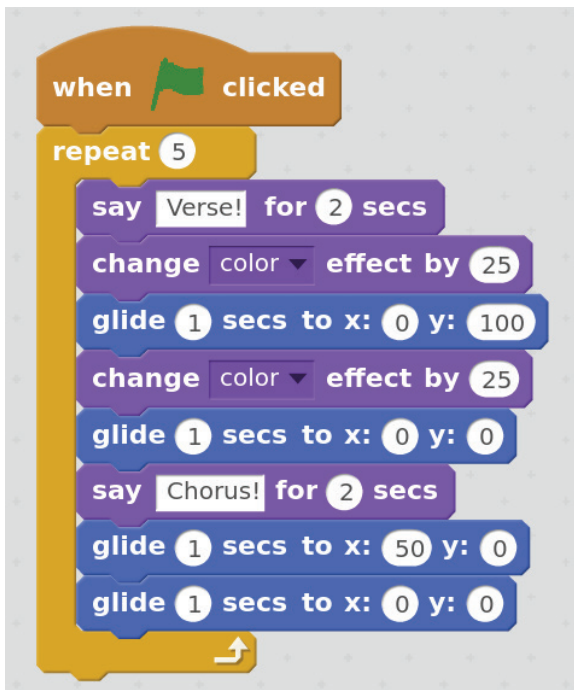 when clicked
repeat 5
say Verse! for 2 secs
change color effect by 25
glide 1 secs to x: 0 y: 100
change color effect by 25
glide 1 secs to x: 0 y: 0
say Chorus! for 2 secs
glide 1 secs to x: 50 y: 0
glide 1 secs to x: 0 y: 0